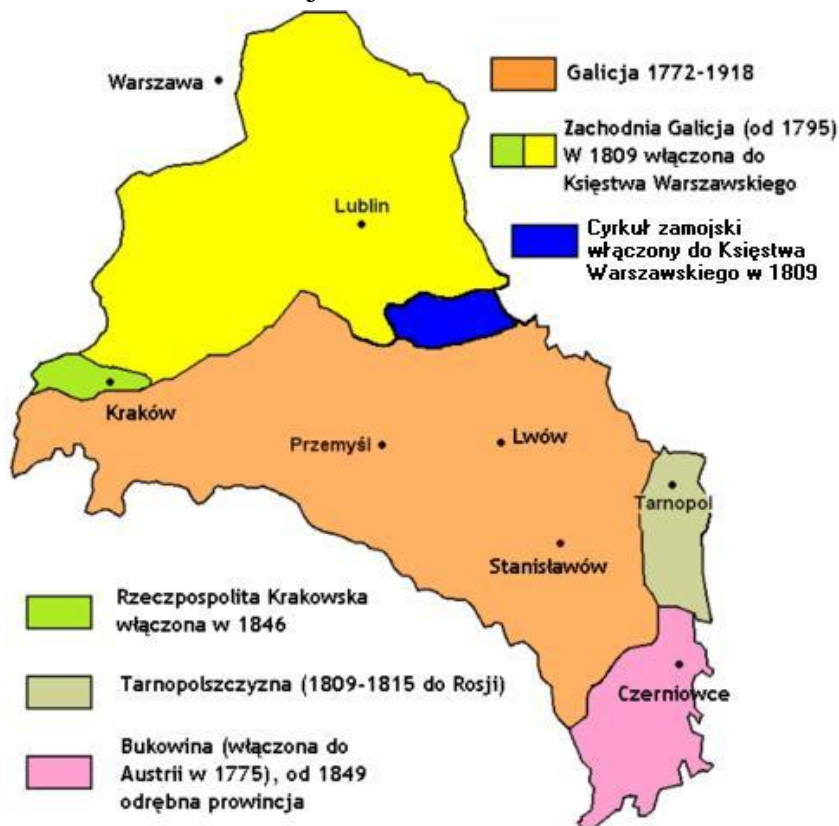 Warszawa
Galicja 1772-1918
Zachodnia Galicja (od 1795)
W 1809 włączona do
Księstwa Warszawskiego
Lublin
Cyrkuł zamojski
włączony do Księstwa
Warszawskiego w 1809
Kraków
Przemyśl
Lwów
Tarnopol
Stanisławów
Rzeczpospolita Krakowska
włączona w 1846
Tarnopolszczyzna (1809-1815 do Rosji)
Czerniowce
Bukowina (włączona do
Austrii w 1775), od 1849
odrębna prowincja